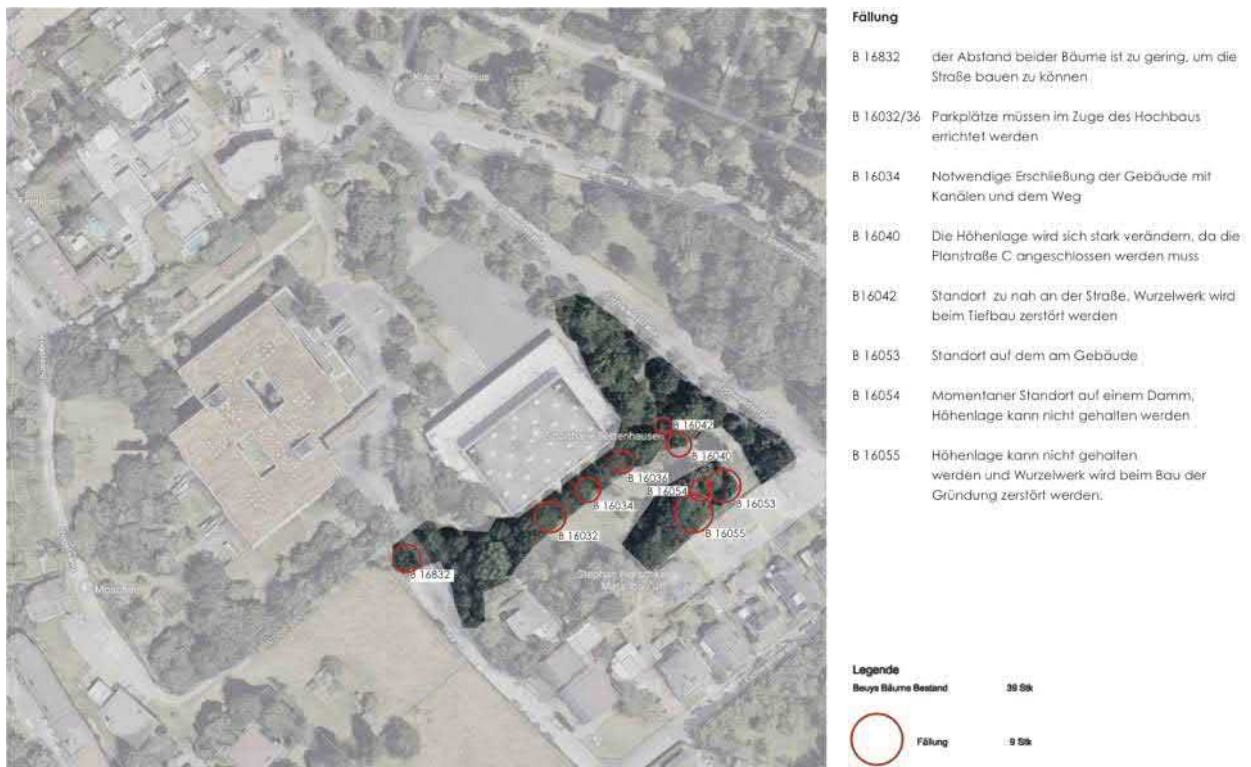 Fällung
B 16832 der Abstand beider Bäume ist zu gering, um die
Straße bauen zu können
B 16032/36 Parkplätze müssen im Zuge des Hochbaus
errichtet werden
B 16034 Notwendige Erschließung der Gebäude mit
Kanälen und dem Weg
B 16040 Die Höhenlage wird sich stark verändern, da die
Planstraße C angeschlossen werden muss
B16042 Standort zu nah an der Straße, Wurzelwerk wird
beim Tiefbau zerstört werden
B 16053 Standort auf dem am Gebäude
B 16054 Momentaner Standort auf einem Damm,
Höhenlage kann nicht gehalten werden
B 16055 Höhenlage kann nicht gehalten
werden und Wurzelwerk wird beim Bau der
Gründung zerstört werden.
Legende
Beuys Bäume Bestand 39 Stk
Fällung 9 Stk
Klaus
B 16042
B 16040
B 16036
B 16054
B 16034
B 16053
B 16032
B 16055
B 16832
Stephan